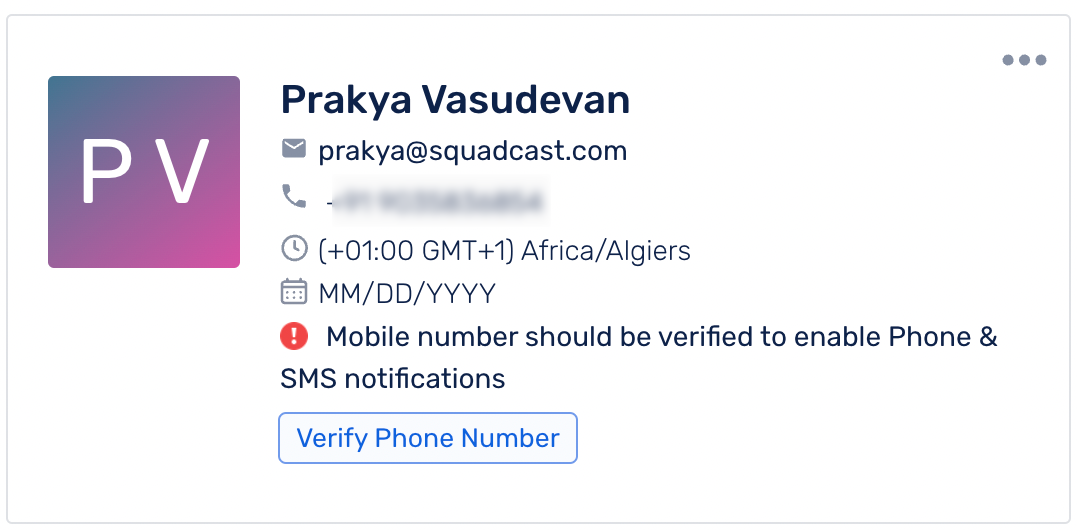 P V
Prakya Vasudevan
prakya@squadcast.com
(+01:00 GMT+1) Africa/Algiers
MM/DD/YYYY
Mobile number should be verified to enable Phone &
SMS notifications
Verify Phone Number